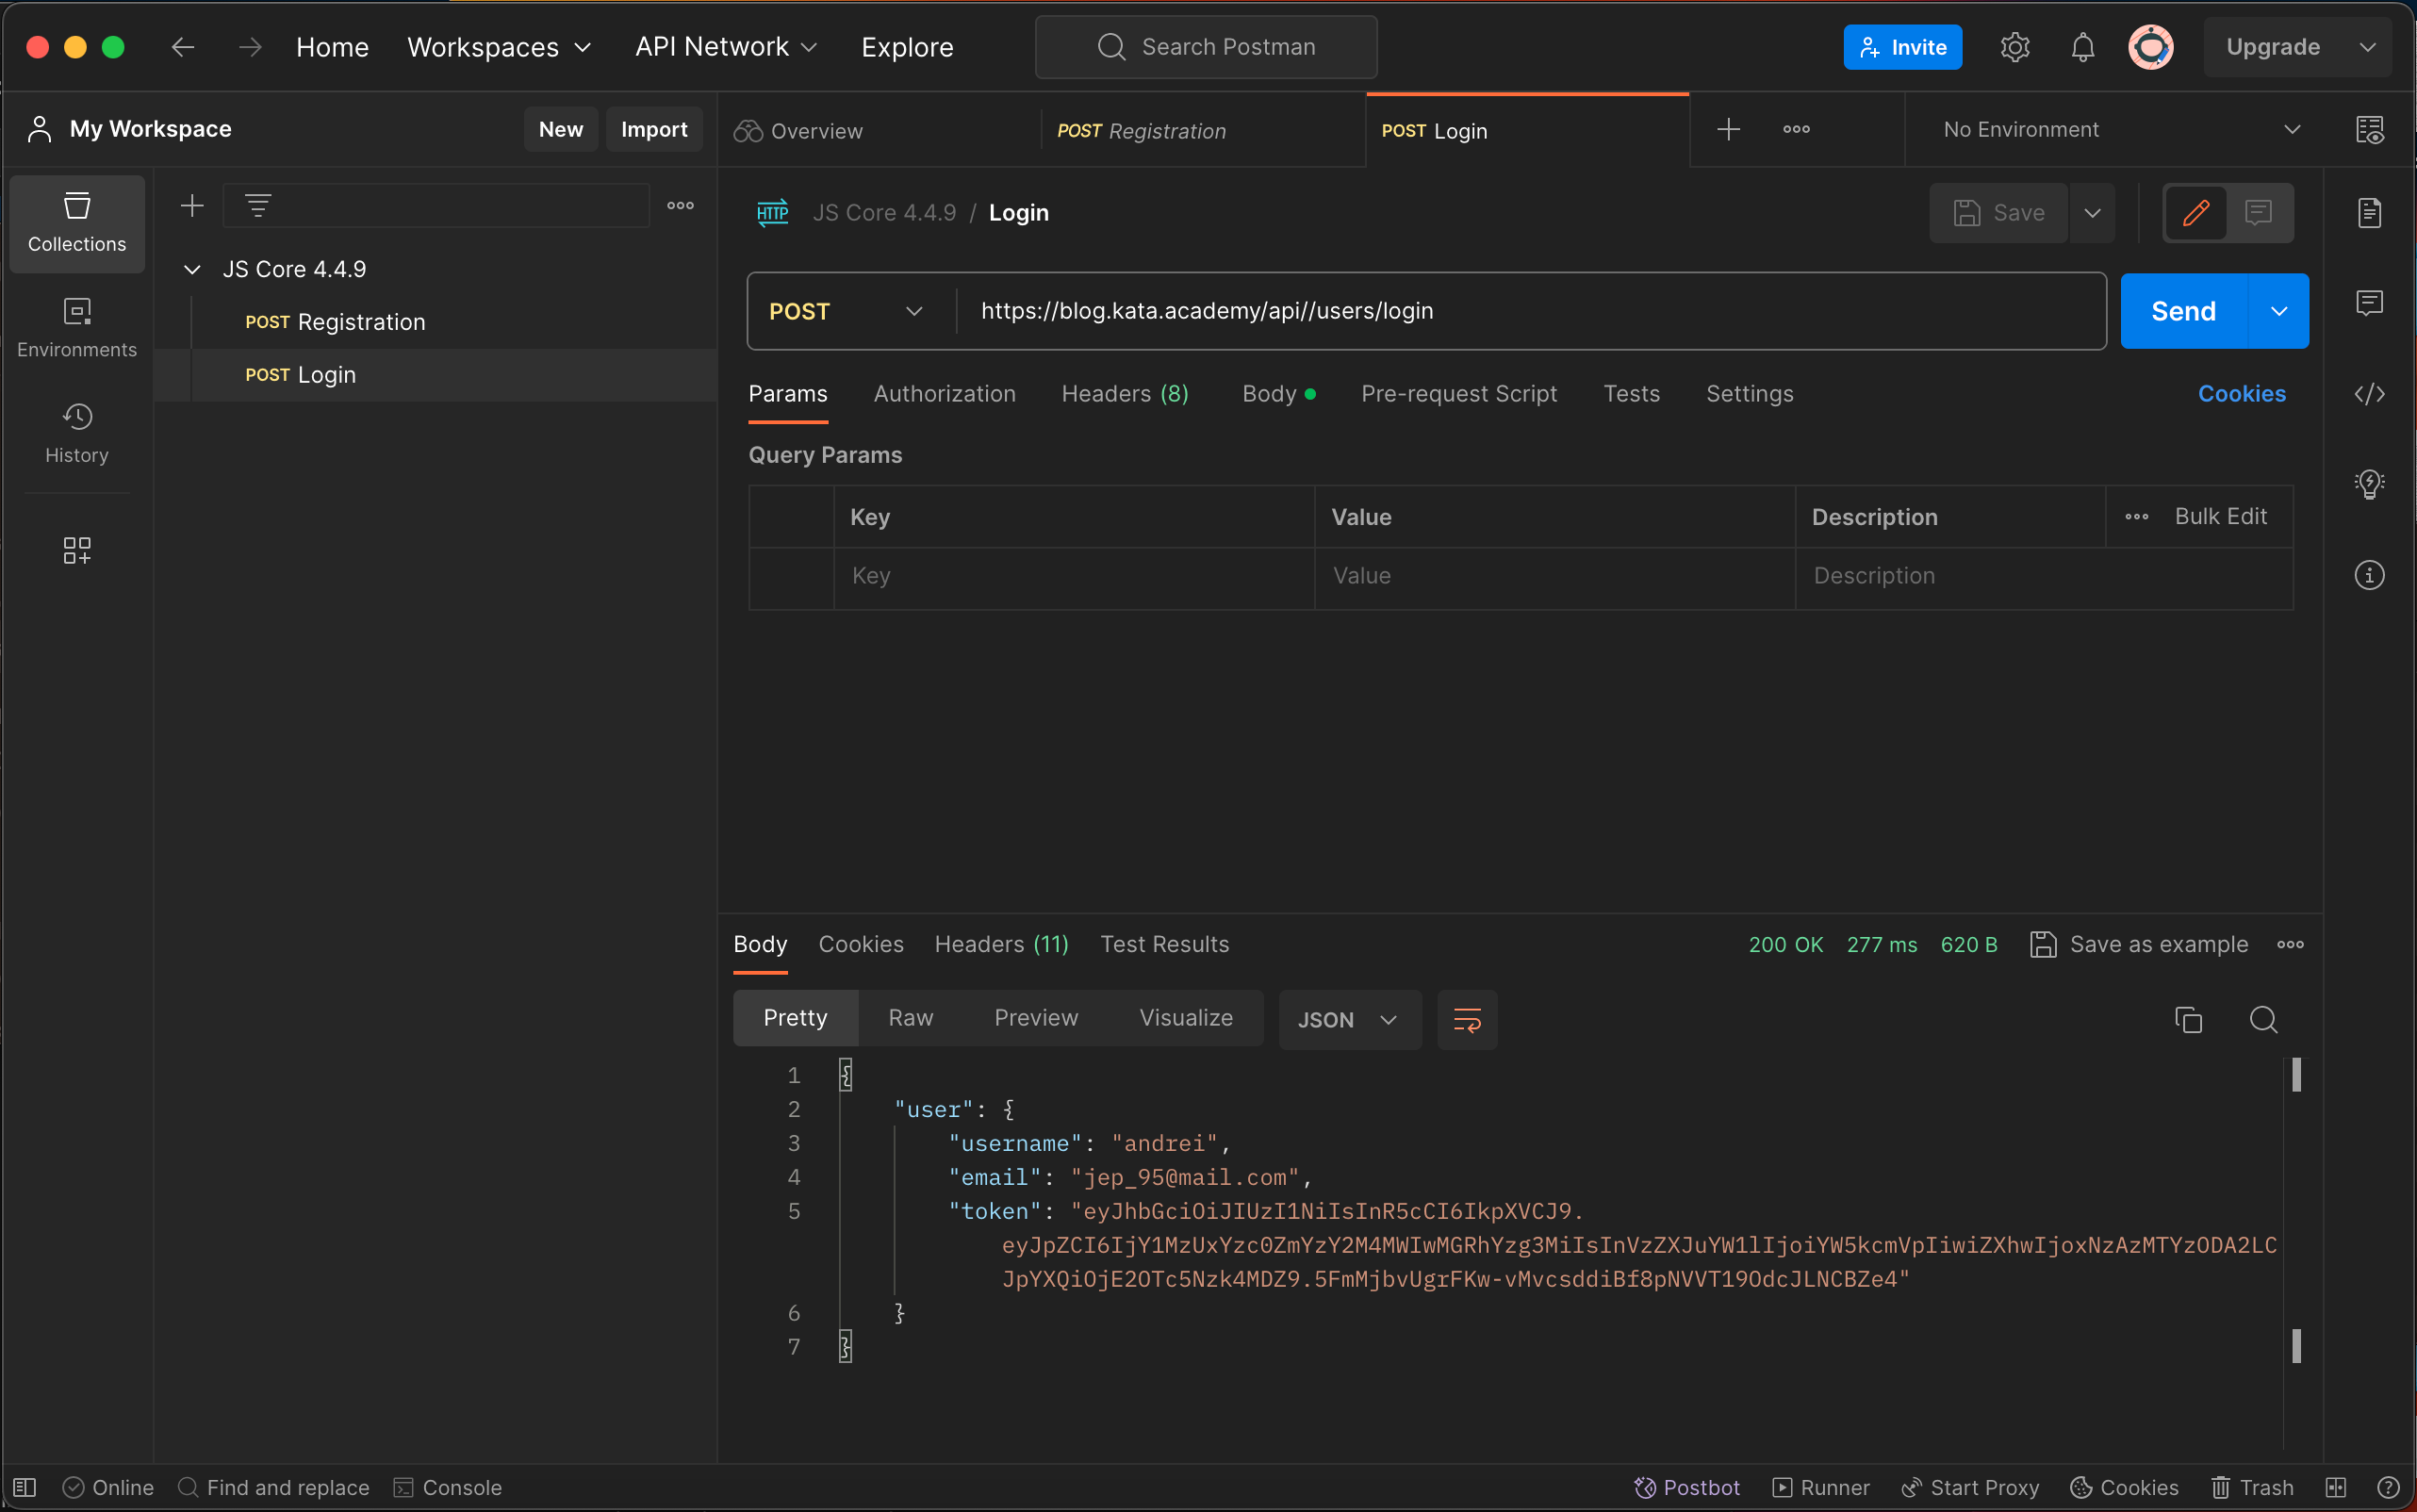 Home Workspaces API Network Explore Search Postman Invite Upgrade
My Workspace New Import
Overview POST Registration POST Login No Environment
Collections
Environments
History
JS Core 4.4.9
POST Registration
POST Login
HTTP JS Core 4.4.9 / Login Save
POST https://blog.kata.academy/api//users/login Send
Params Authorization Headers (8) Body Pre-request Script Tests Settings Cookies
Query Params
Key Value Description Bulk Edit
Key Value Description
Body Cookies Headers (11) Test Results 200 OK 277 ms 620 B Save as example
Pretty Raw Preview Visualize JSON
1 {
2 "user": {
3 "username": "andrei",
4 "email": "jep_95@mail.com",
5 "token": "eyJhbGciOiJIUzI1NiIsInR5cCI6IkpXVCJ9.
eyJpZCI6IjY1MzUxYzc0ZmYzY2M4MWIwMGRhYzg3MiIsInVzZXJuYW1lIjoiYW5kcmVpIiwiZXhwIjoxNzAzMTYzODA2LC
JpYXQiOjE2OTc5Nzk4MDZ9.5FmMjbvUgrFKw-vMvcsddiBf8pNVVT19OdcJLNCBZe4"
6 }
7 }
Online Find and replace Console Postbot Runner Start Proxy Cookies Trash